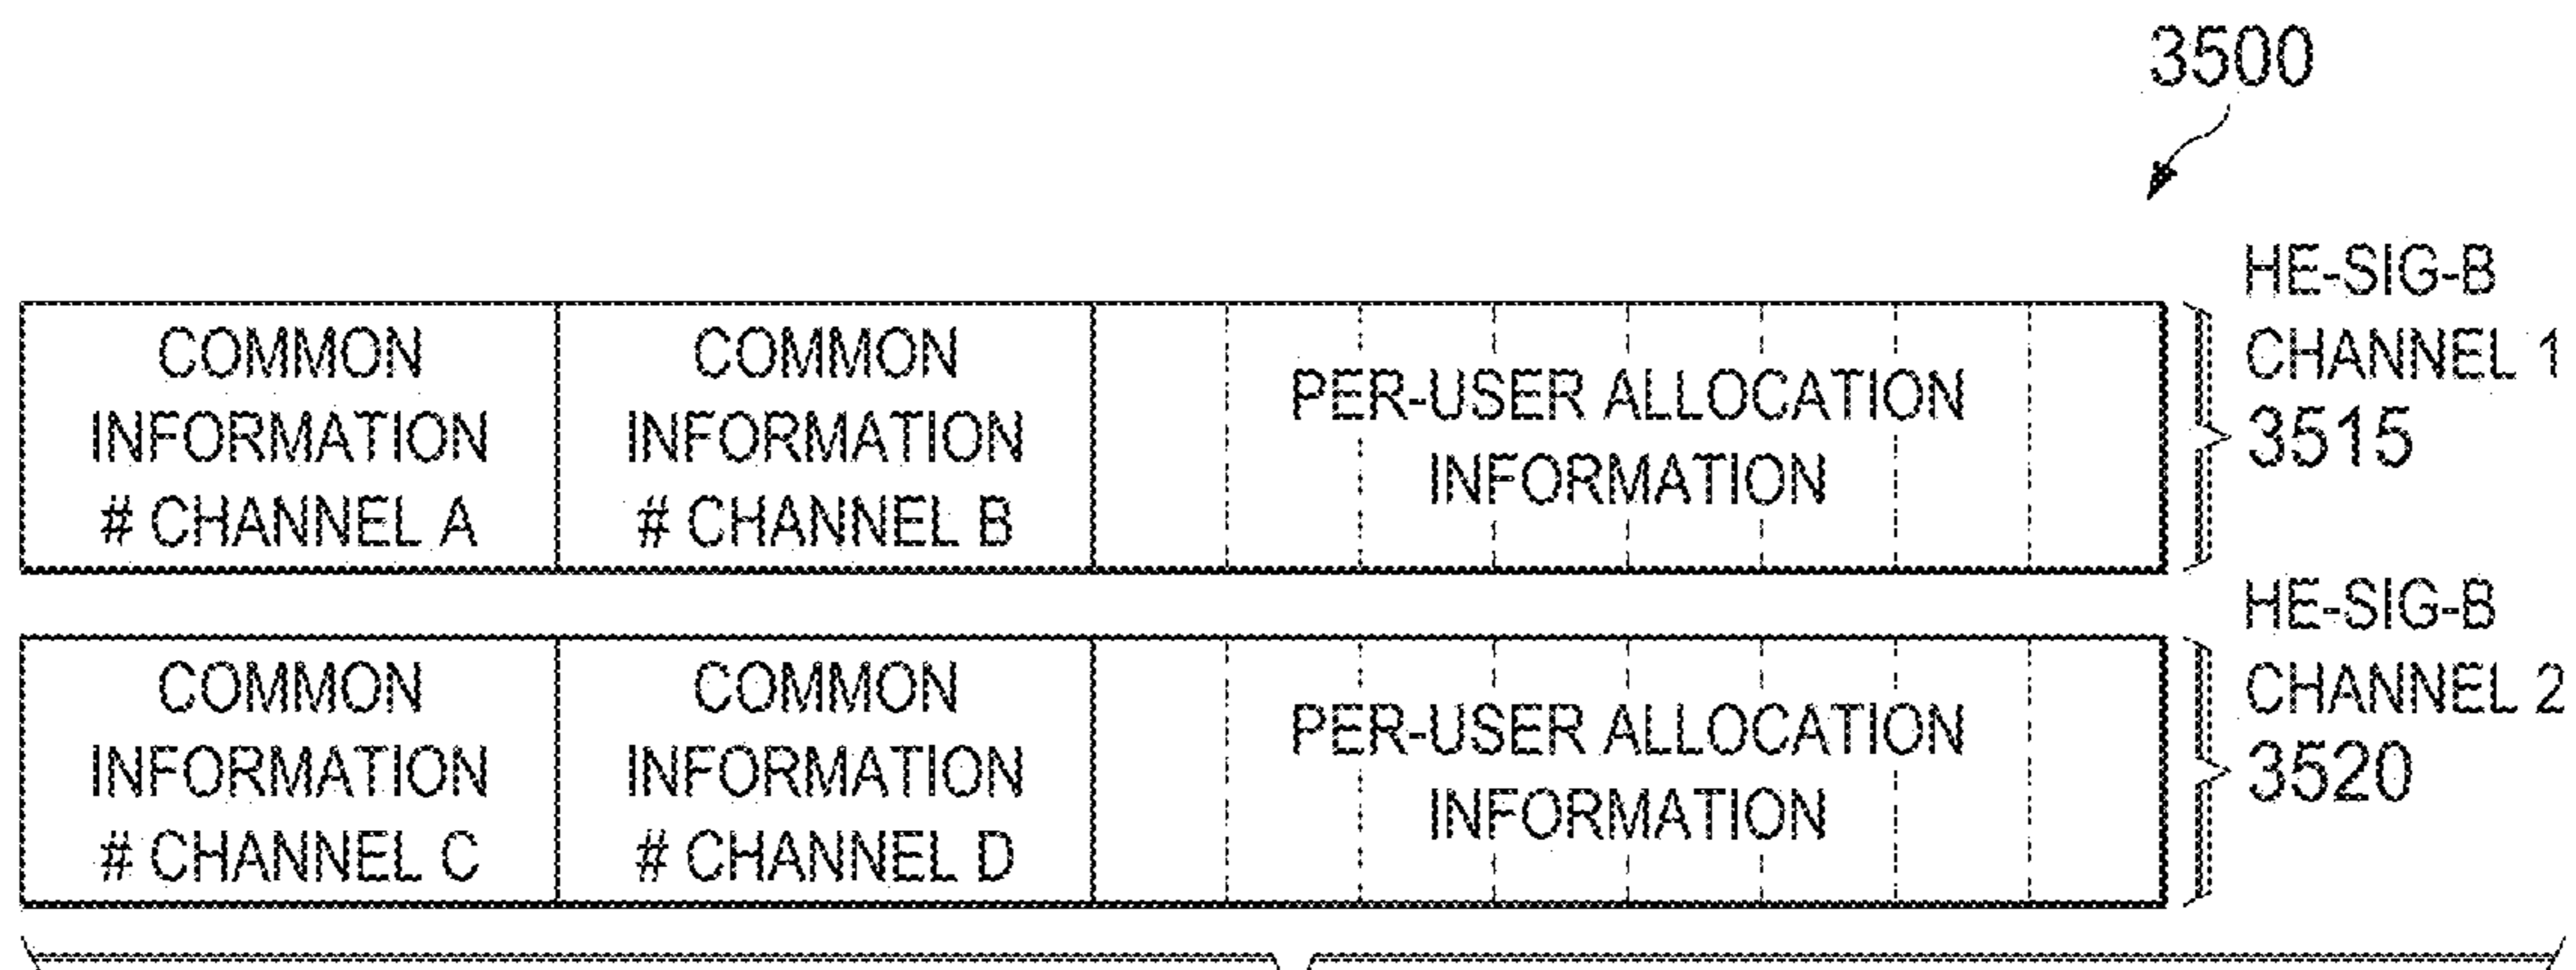 3500
COMMON
INFORMATION
# CHANNEL A
COMMON
INFORMATION
# CHANNEL B
PER-USER ALLOCATION
INFORMATION
HE-SIG-B
CHANNEL 1
3515
COMMON
INFORMATION
# CHANNEL C
COMMON
INFORMATION
# CHANNEL D
PER-USER ALLOCATION
INFORMATION
HE-SIG-B
CHANNEL 2
3520